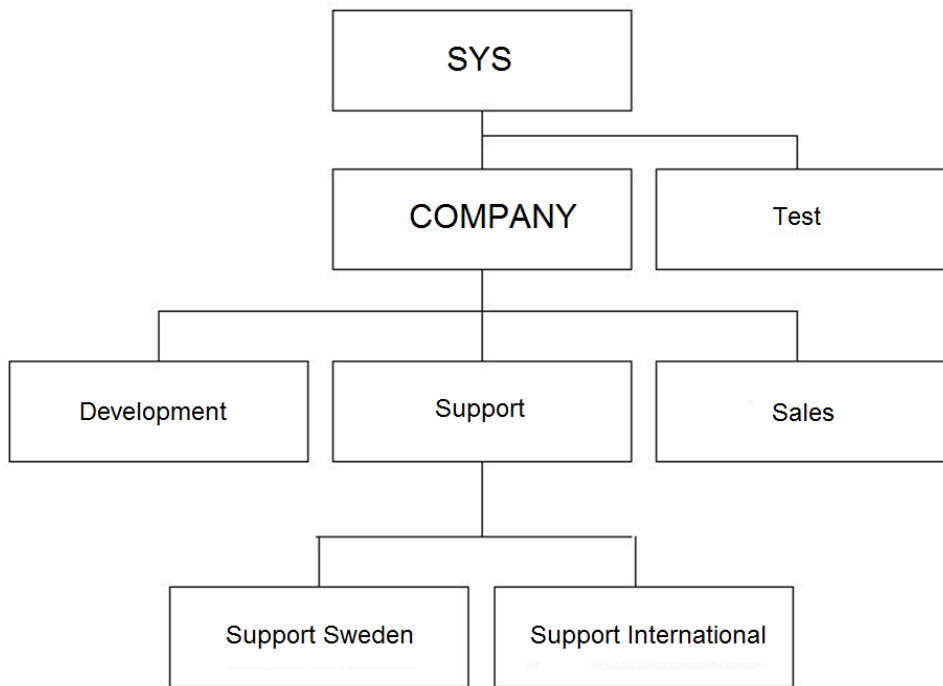 SYS
COMPANY
Test
Development
Support
Sales
Support Sweden
Support International